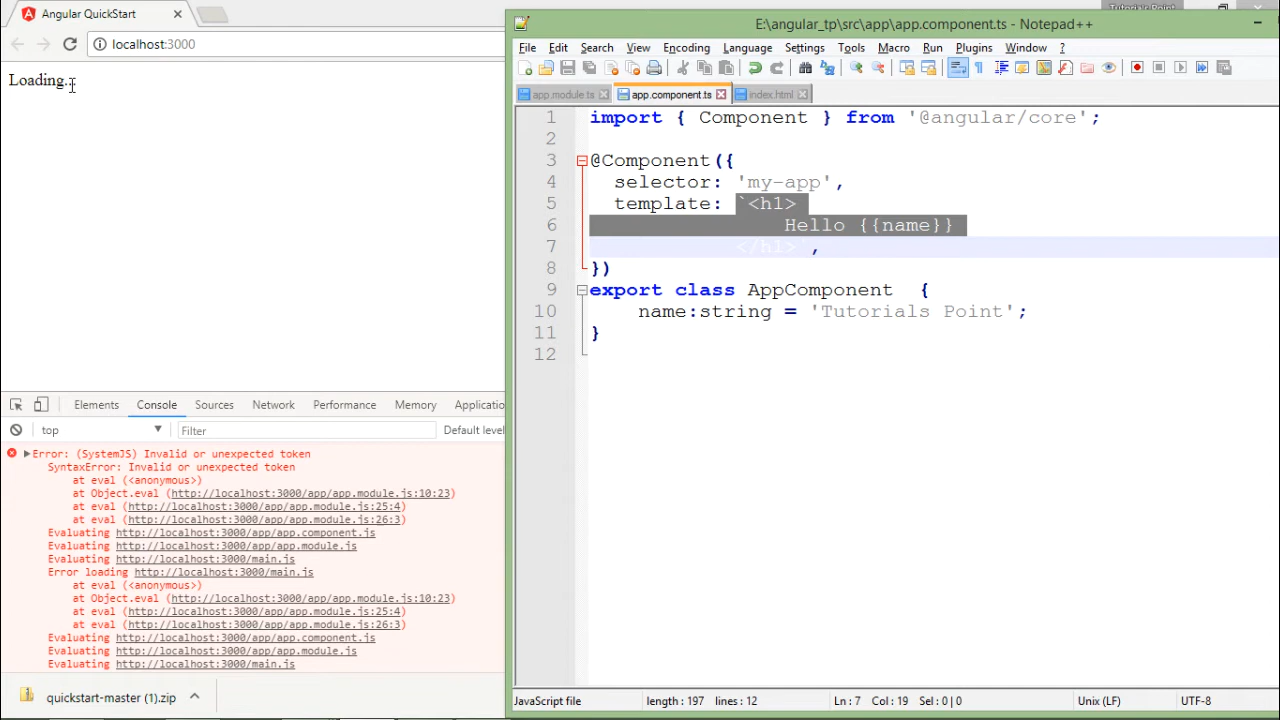 Angular QuickStart
localhost:3000
Loading..
Elements Console Sources Network Performance Memory Applicatio
top Filter Default level
Error: (SystemJS) Invalid or unexpected token
SyntaxError: Invalid or unexpected token
at eval (<anonymous>)
at Object.eval (http://localhost:3000/app/app.module.js:10:23)
at eval (http://localhost:3000/app/app.module.js:25:4)
at eval (http://localhost:3000/app/app.module.js:26:3)
Evaluating http://localhost:3000/app/app.component.js
Evaluating http://localhost:3000/app/app.module.js
Evaluating http://localhost:3000/main.js
Error loading http://localhost:3000/main.js
at eval (<anonymous>)
at Object.eval (http://localhost:3000/app/app.module.js:10:23)
at eval (http://localhost:3000/app/app.module.js:25:4)
at eval (http://localhost:3000/app/app.module.js:26:3)
Evaluating http://localhost:3000/app/app.component.js
Evaluating http://localhost:3000/app/app.module.js
Evaluating http://localhost:3000/main.js
quickstart-master (1).zip
E:\angular_tp\src\app\app.component.ts - Notepad++
File Edit Search View Encoding Language Settings Tools Macro Run Plugins Window ?
app.module.ts app.component.ts index.html
1 import { Component } from '@angular/core';
2
3 @Component({
4 selector: 'my-app',
5 template: `<h1>
6 Hello {{name}}
7 </h1>`,
8 })
9 export class AppComponent {
10 name:string = 'Tutorials Point';
11 }
12
JavaScript file length : 197 lines : 12 Ln : 7 Col : 19 Sel : 0 | 0 Unix (LF) UTF-8